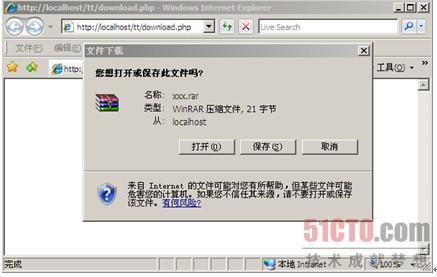 http://localhost/tt/download.php - Windows Internet Explorer
http://localhost/tt/download.php
Live Search
文件(F)
编辑(E)
http:/
工具(O)
文件下载
您想打开或保存此文件吗?
名称: xxx.rar
类型: WinRAR 压缩文件, 21 字节
从: localhost
打开(O)
保存(S)
取消
来自 Internet 的文件可能对您有所帮助，但某些文件可能
危害您的计算机。如果您不信任其来源，请不要打开或保存
该文件。有何风险?
51CTO.com
技术成就梦想
完成
本地 Intranet
100%